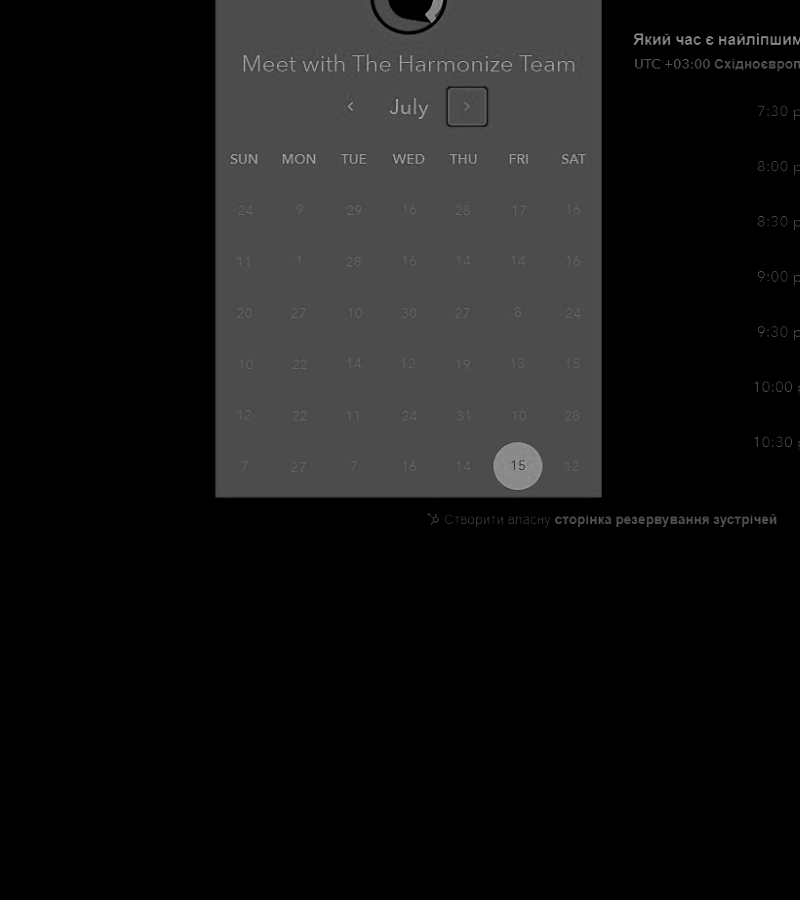 Meet with The Harmonize Team
July
SUN MON TUE WED THU FRI SAT
24 9 29 16 28 17 16
11 1 28 16 14 14 16
20 27 10 30 27 8 24
10 22 14 12 19 13 15
12 22 11 24 31 10 28
7 27 7 16 14 15 12
Який час є найліпшим
UTC +03:00 Східноєвроп
7:30 p
8:00 p
8:30 p
9:00 p
9:30 p
10:00 p
10:30 p
Створити власну сторінка резервування зустрічей